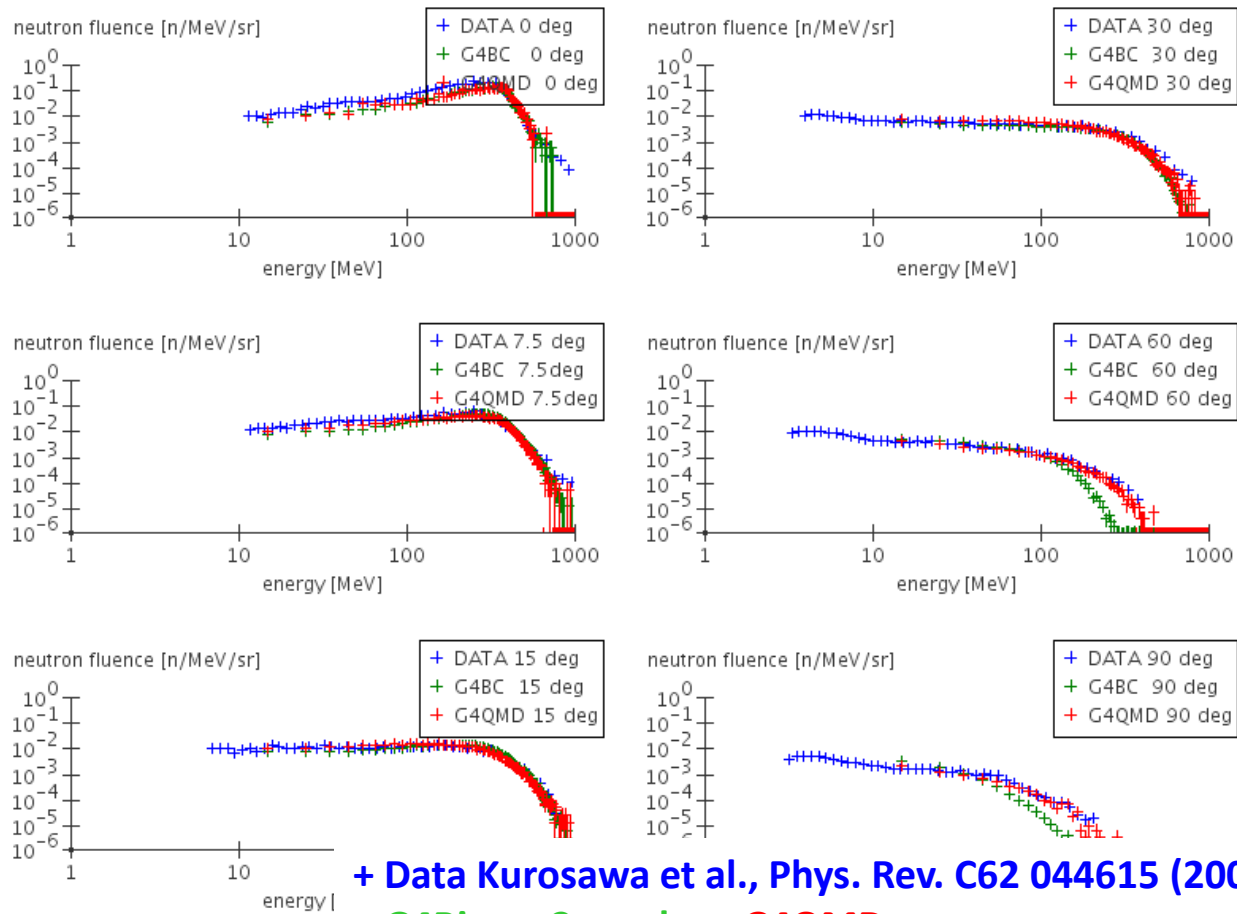 neutron fluence [n/MeV/sr]
+ DATA 0 deg
+ G4BC 0 deg
+ G4QMD 0 deg
10^0
10^-1
10^-2
10^-3
10^-4
10^-5
10^-6
1 10 100 1000
energy [MeV]
neutron fluence [n/MeV/sr]
+ DATA 30 deg
+ G4BC 30 deg
+ G4QMD 30 deg
10^0
10^-1
10^-2
10^-3
10^-4
10^-5
10^-6
1 10 100 1000
energy [MeV]
neutron fluence [n/MeV/sr]
+ DATA 7.5 deg
+ G4BC 7.5deg
+ G4QMD 7.5deg
10^0
10^-1
10^-2
10^-3
10^-4
10^-5
10^-6
1 10 100 1000
energy [MeV]
neutron fluence [n/MeV/sr]
+ DATA 60 deg
+ G4BC 60 deg
+ G4QMD 60 deg
10^0
10^-1
10^-2
10^-3
10^-4
10^-5
10^-6
1 10 100 1000
energy [MeV]
neutron fluence [n/MeV/sr]
+ DATA 15 deg
+ G4BC 15 deg
+ G4QMD 15 deg
10^0
10^-1
10^-2
10^-3
10^-4
10^-5
10^-6
1 10
energy [
neutron fluence [n/MeV/sr]
+ DATA 90 deg
+ G4BC 90 deg
+ G4QMD 90 deg
10^0
10^-1
10^-2
10^-3
10^-4
10^-5
+ Data Kurosawa et al., Phys. Rev. C62 044615 (200